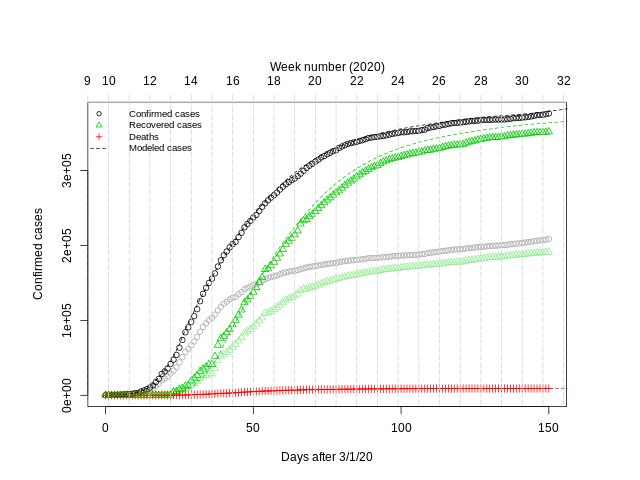 Week number (2020)
9 10 12 14 16 18 20 24 26 28 30 32
Confirmed cases
Recovered cases
Deaths
Modeled cases
Confirmed cases
3e+05
2e+05
1e+05
0e+00
0 50 100 150
Days after 3/1/20